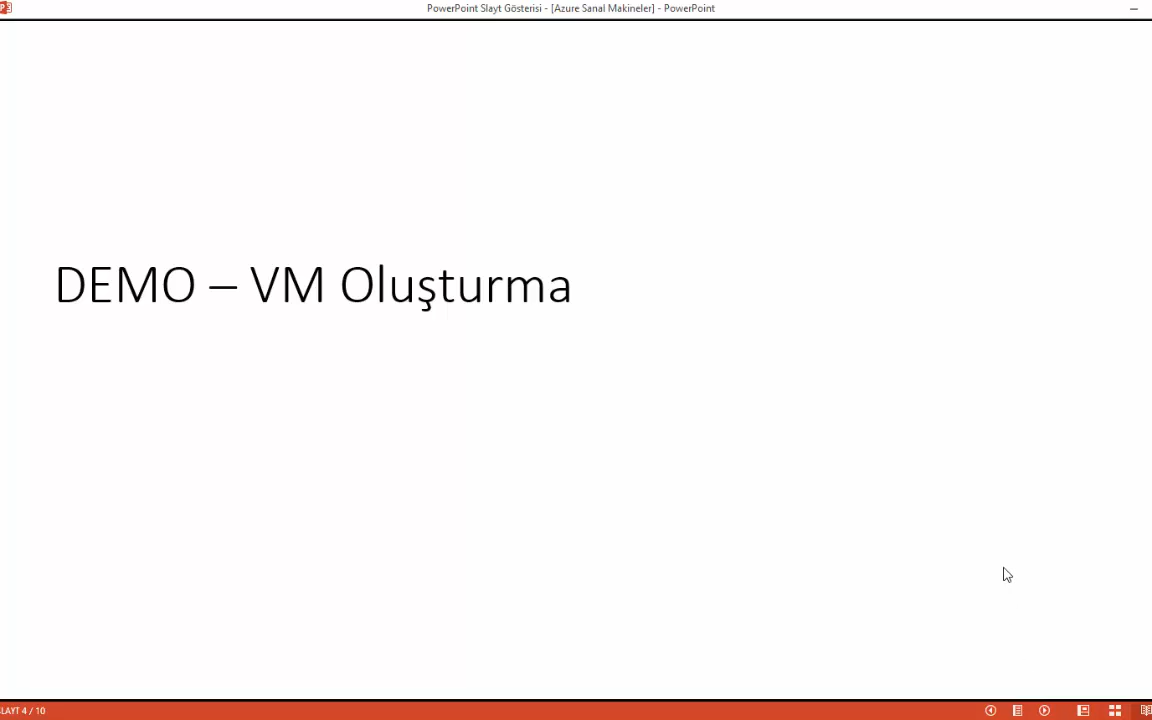 PowerPoint Slayt Gösterisi - [Azure Sanal Makineler] - PowerPoint
DEMO – VM Oluşturma
LAYT 4 / 10